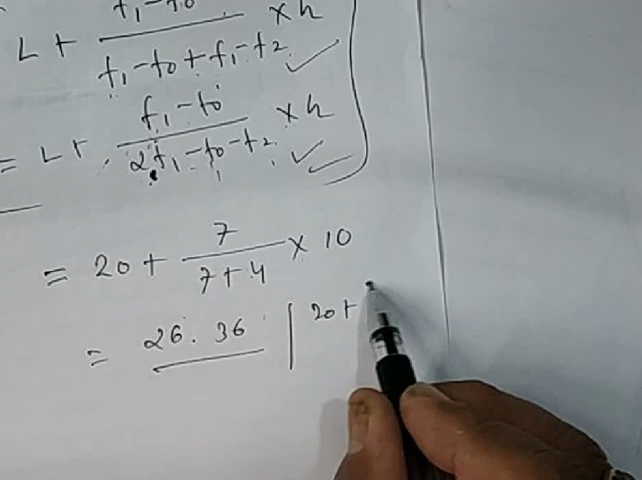 L + f₁-f₀ × h
f₁-f₀+f₁-f₂
= L + f₁-f₀ × h
2f₁-f₀-f₂
= 20 + 7 × 10
7+4
= 26.36 | 20+